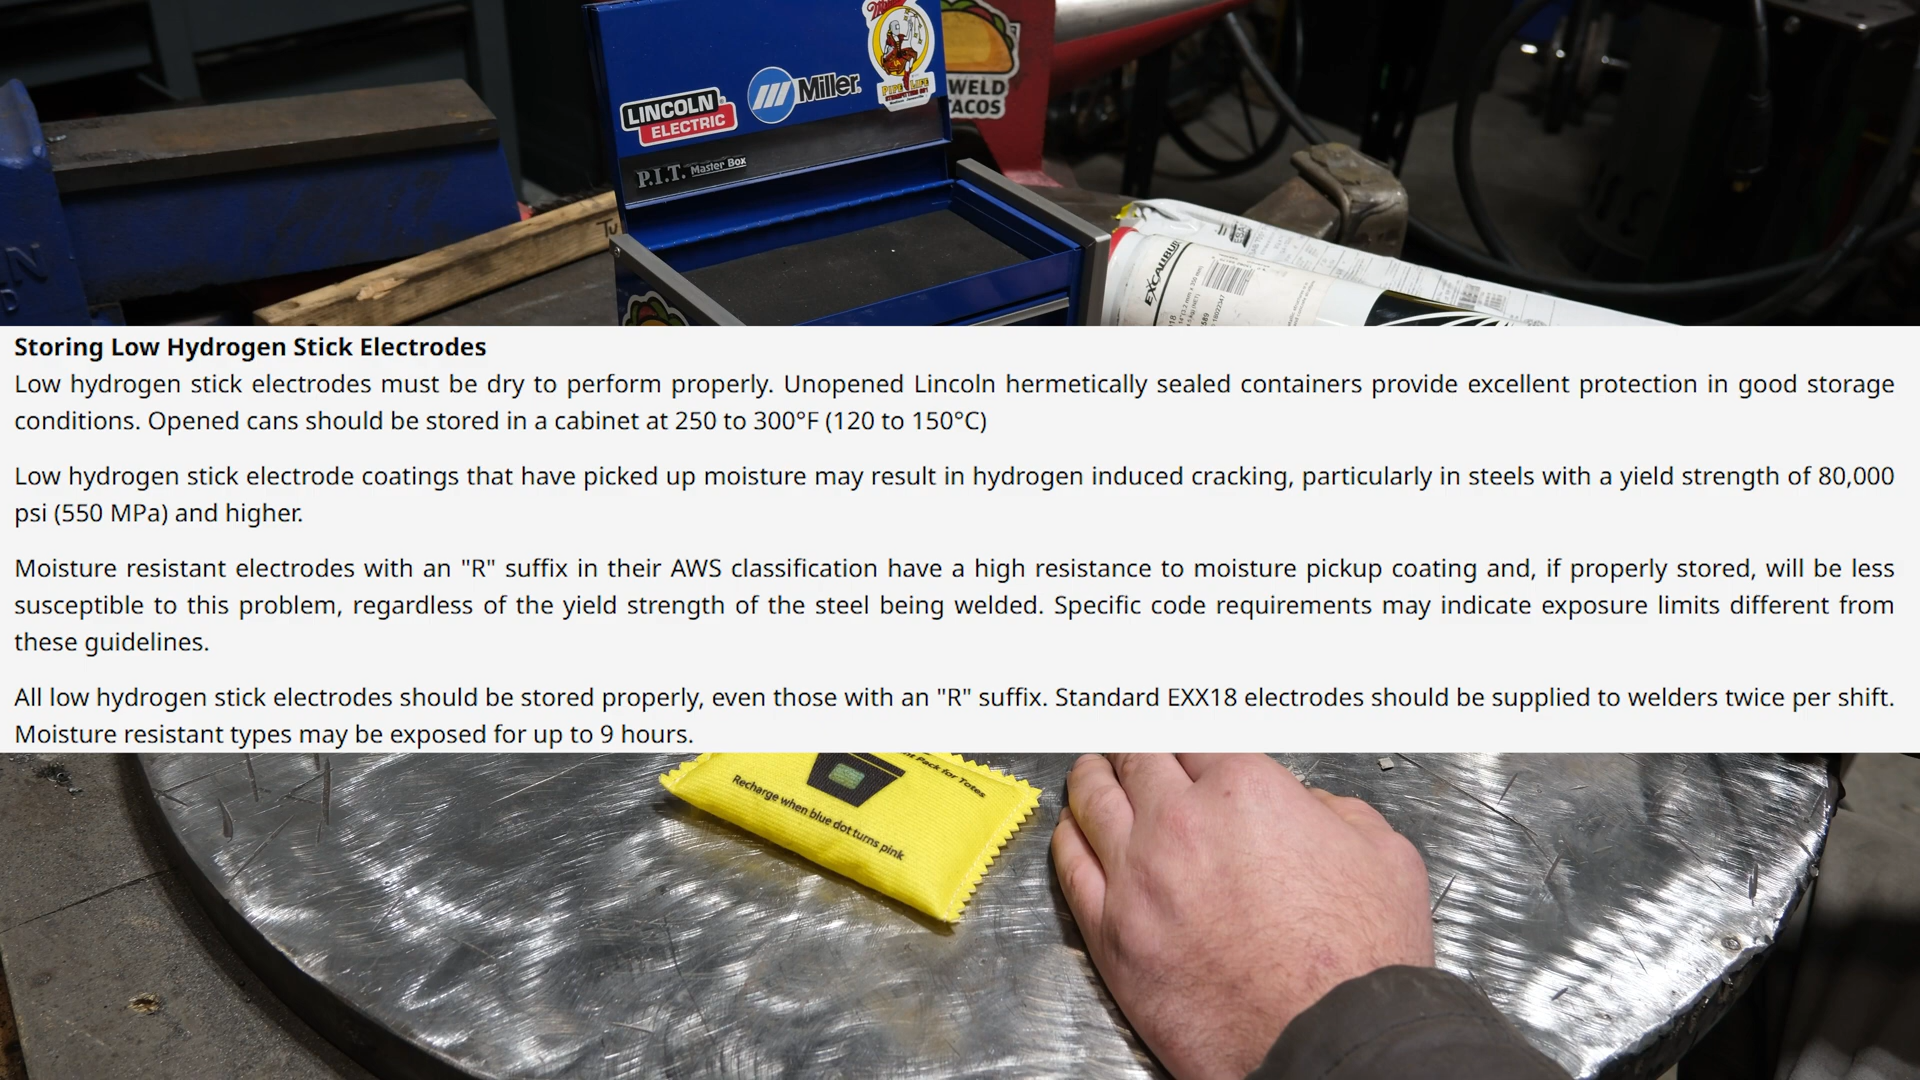 LINCOLN
ELECTRIC
Miller
PIPE LIFE
WELD
TACOS
P.I.T. Master Box
EXCALIBUR
ESAB
Storing Low Hydrogen Stick Electrodes
Low hydrogen stick electrodes must be dry to perform properly. Unopened Lincoln hermetically sealed containers provide excellent protection in good storage
conditions. Opened cans should be stored in a cabinet at 250 to 300°F (120 to 150°C)
Low hydrogen stick electrode coatings that have picked up moisture may result in hydrogen induced cracking, particularly in steels with a yield strength of 80,000
psi (550 MPa) and higher.
Moisture resistant electrodes with an "R" suffix in their AWS classification have a high resistance to moisture pickup coating and, if properly stored, will be less
susceptible to this problem, regardless of the yield strength of the steel being welded. Specific code requirements may indicate exposure limits different from
these guidelines.
All low hydrogen stick electrodes should be stored properly, even those with an "R" suffix. Standard EXX18 electrodes should be supplied to welders twice per shift.
Moisture resistant types may be exposed for up to 9 hours.
Pack for Totes
Recharge when blue dot turns pink